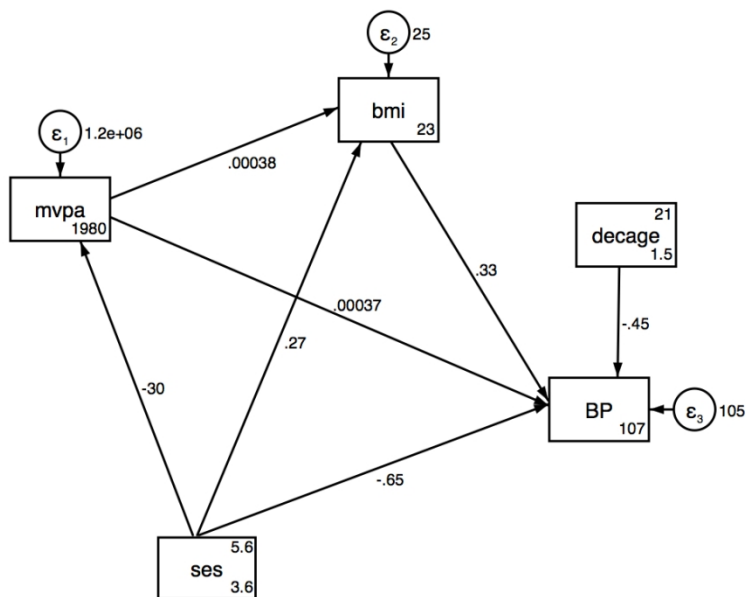 ε2 25
bmi
23
ε1 1.2e+06
.00038
mvpa
1980
21
decage
1.5
.33
.00037
.27
-.45
-30
BP
107
ε3 105
-.65
5.6
ses
3.6